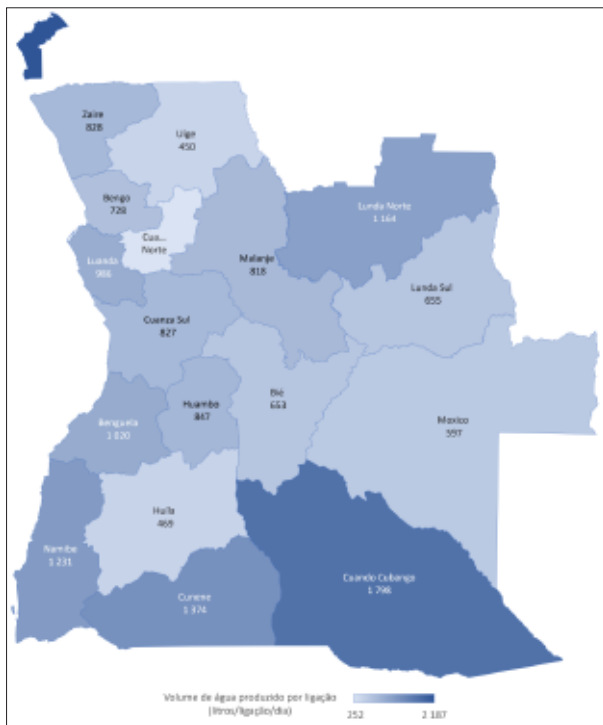 Zaire
828
Uíge
450
Bengo
728
Cua...
Norte
Luanda
986
Malanje
818
Lunda Norte
1 164
Lunda Sul
655
Cuanza Sul
827
Bié
653
Huambo
847
Benguela
1 020
Moxico
597
Huíla
469
Namibe
1 231
Cunene
1 374
Cuando Cubango
1 798
Volume de água produzido por ligação
(litros/ligação/dia)
252
2 187